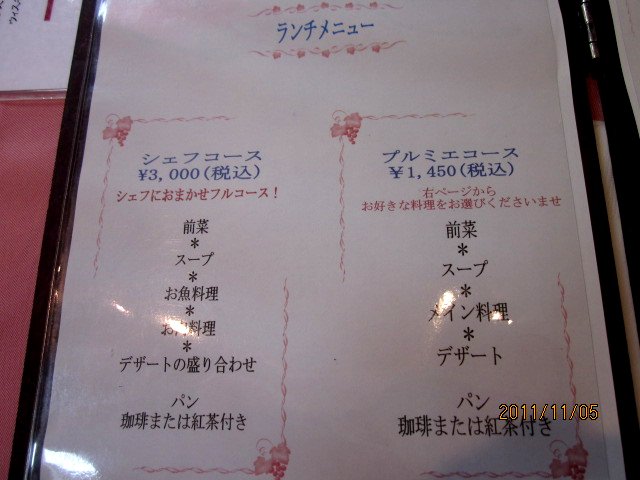 ランチメニュー
シェフコース
¥3,000(税込)
シェフにおまかせフルコース！
前菜
＊
スープ
＊
お魚料理
＊
お肉料理
＊
デザートの盛り合わせ
パン
珈琲または紅茶付き
プルミエコース
¥1,450(税込)
右ページから
お好きな料理をお選びくださいませ
前菜
＊
スープ
＊
メイン料理
＊
デザート
パン
珈琲または紅茶付き
2011/11/05